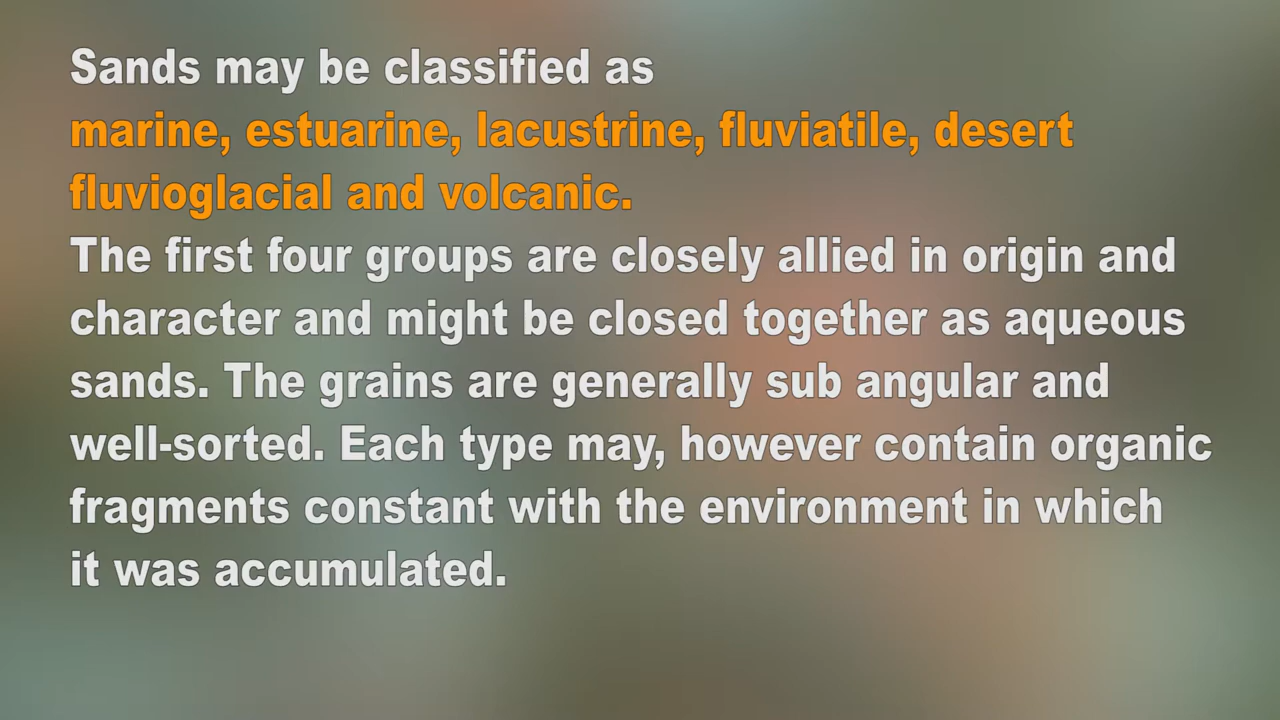 Sands may be classified as
marine, estuarine, lacustrine, fluviatile, desert
fluvioglacial and volcanic.
The first four groups are closely allied in origin and
character and might be closed together as aqueous
sands. The grains are generally sub angular and
well-sorted. Each type may, however contain organic
fragments constant with the environment in which
it was accumulated.